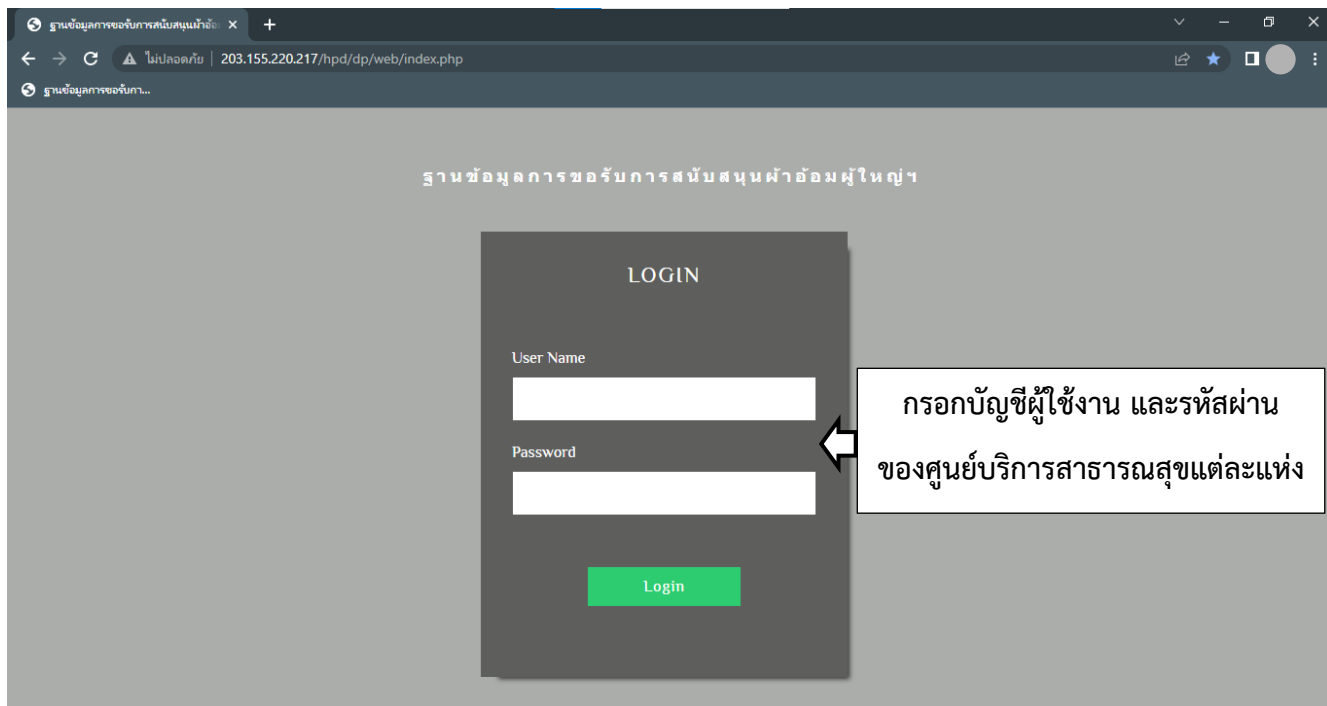 ฐานข้อมูลการขอรับการสนับสนุนผ้าอ้อ
ไม่ปลอดภัย 203.155.220.217/hpd/dp/web/index.php
ฐานข้อมูลการขอรับกา...
ฐานข้อมูลการขอรับการสนับสนุนผ้าอ้อมผู้ใหญ่ฯ
LOGIN
User Name
กรอกบัญชีผู้ใช้งาน และรหัสผ่าน
ของศูนย์บริการสาธารณสุขแต่ละแห่ง
Password
Login